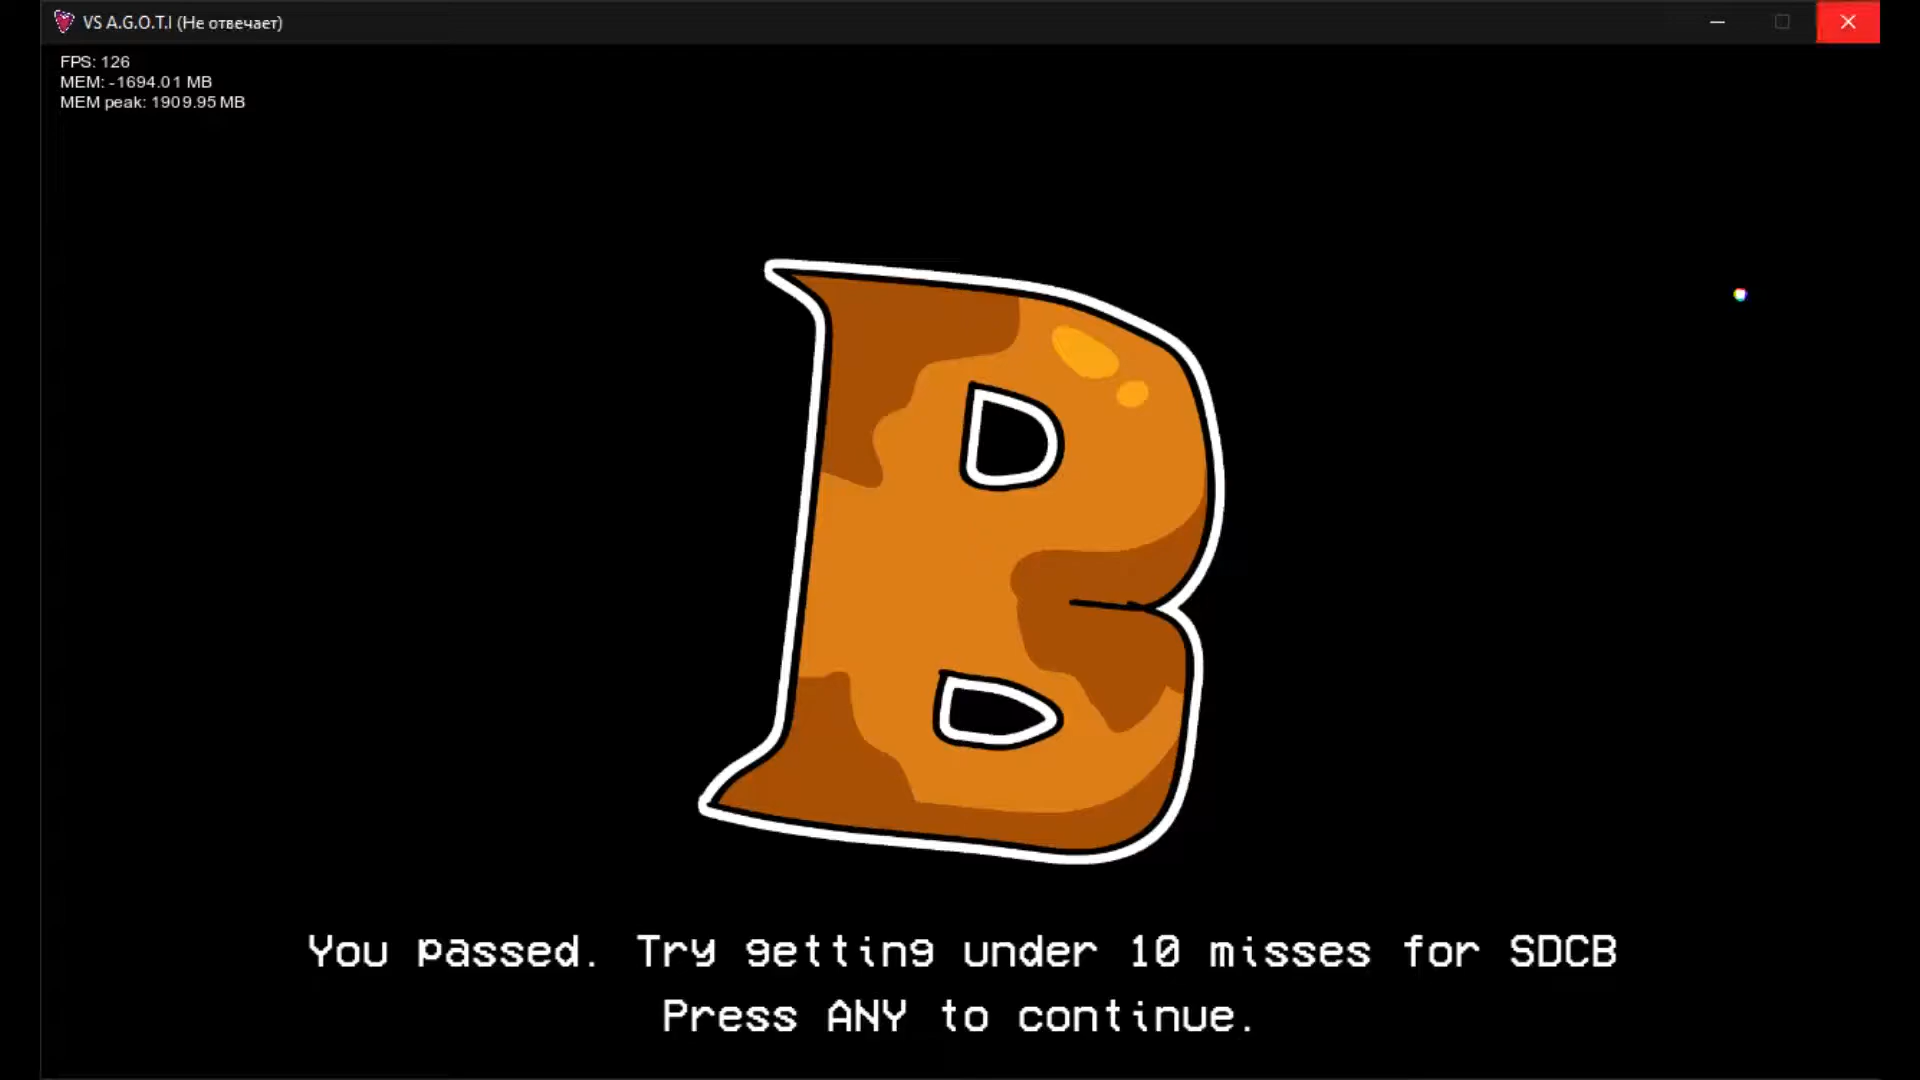 VS A.G.O.T.I (Не отвечает)
FPS: 126
MEM: -1694.01 MB
MEM peak: 1909.95 MB
B
You passed. Try getting under 10 misses for SDCB
Press ANY to continue.